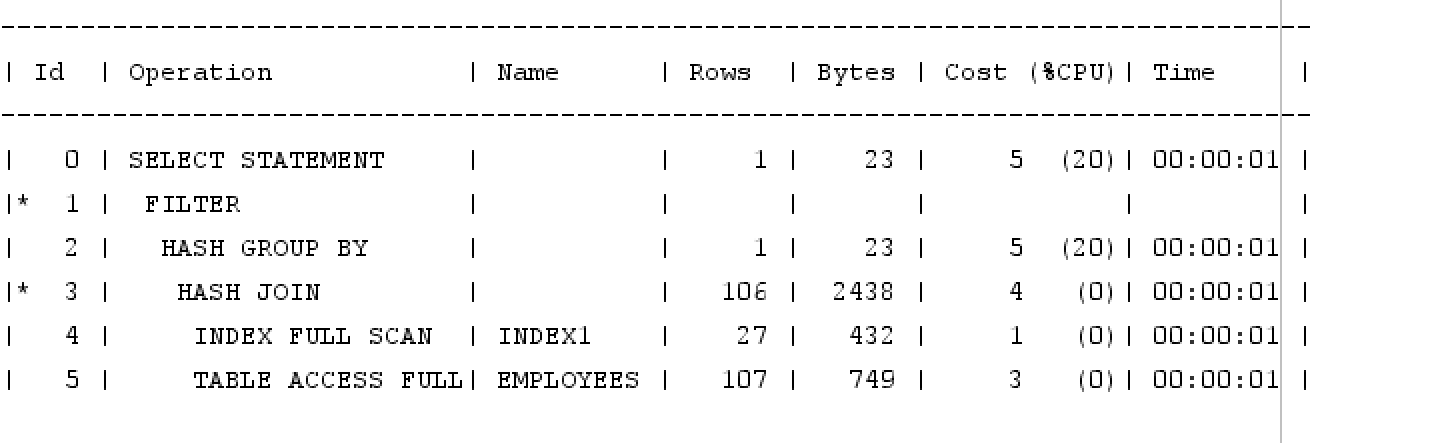 --------------------------------------------------------------------------------
| Id  | Operation            | Name      | Rows  | Bytes | Cost (%CPU)| Time     |
--------------------------------------------------------------------------------
|   0 | SELECT STATEMENT     |           |     1 |    23 |     5  (20)| 00:00:01 |
|*  1 |  FILTER              |           |       |       |            |          |
|   2 |   HASH GROUP BY      |           |     1 |    23 |     5  (20)| 00:00:01 |
|*  3 |    HASH JOIN         |           |   106 |  2438 |     4   (0)| 00:00:01 |
|   4 |     INDEX FULL SCAN  | INDEX1    |    27 |   432 |     1   (0)| 00:00:01 |
|   5 |     TABLE ACCESS FULL| EMPLOYEES |   107 |   749 |     3   (0)| 00:00:01 |